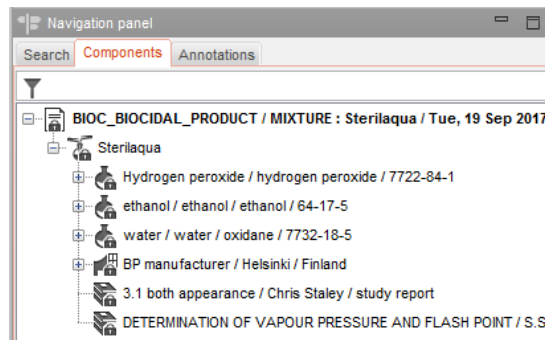 Navigation panel
Search Components Annotations
BIOC_BIOCIDAL_PRODUCT / MIXTURE : Sterilaqua / Tue, 19 Sep 2017
Sterilaqua
Hydrogen peroxide / hydrogen peroxide / 7722-84-1
ethanol / ethanol / ethanol / 64-17-5
water / water / oxidane / 7732-18-5
BP manufacturer / Helsinki / Finland
3.1 both appearance / Chris Staley / study report
DETERMINATION OF VAPOUR PRESSURE AND FLASH POINT / S.S